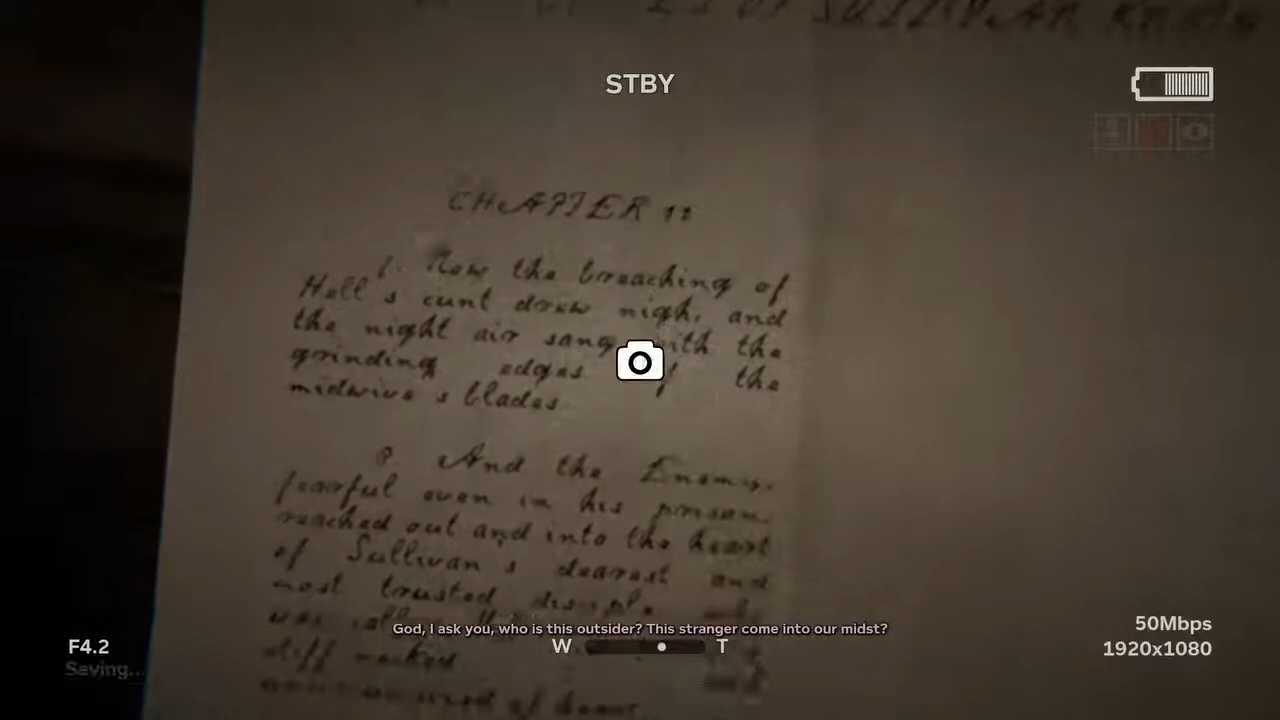 SULLIVAN KNOTH
STBY
CHAPTER 11
1. Now the breaching of
Hell s cunt drew nigh, and
the night air sang with the
grinding edges the
midwive s blades
8. And the Enemy,
fearful even in his prison,
reached out and into the heart
of Sullivan s dearest and
most trusted
God, I ask you, who is this outsider? This stranger come into our midst?
W T
F4.2
Saving...
50Mbps
1920x1080